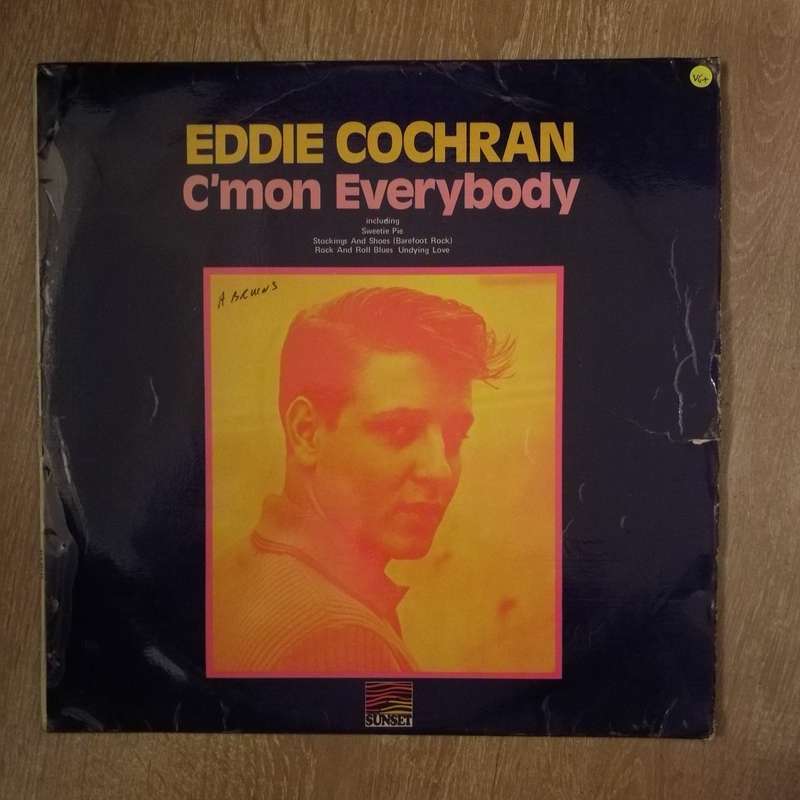 VG+
EDDIE COCHRAN
C'mon Everybody
including
Sweetie Pie
Stockings And Shoes (Barefoot Rock)
Rock And Roll Blues Undying Love
A BRUINS
SUNSET